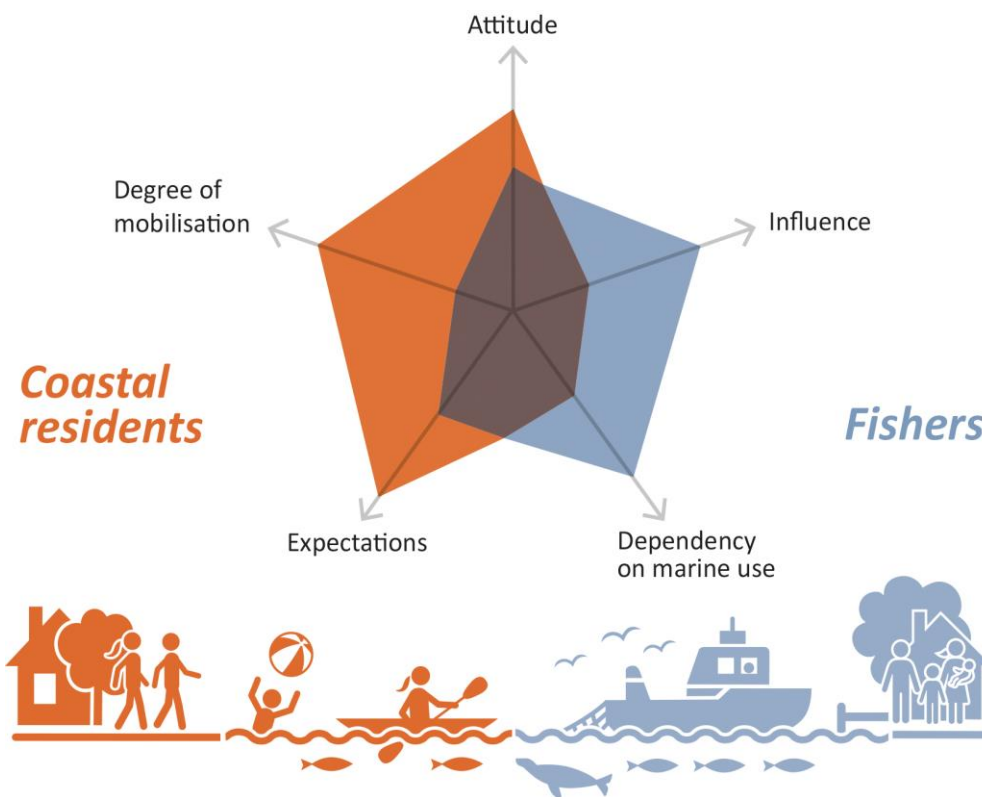 Attitude
Degree of
mobilisation
Influence
Coastal
residents
Fishers
Expectations
Dependency
on marine use